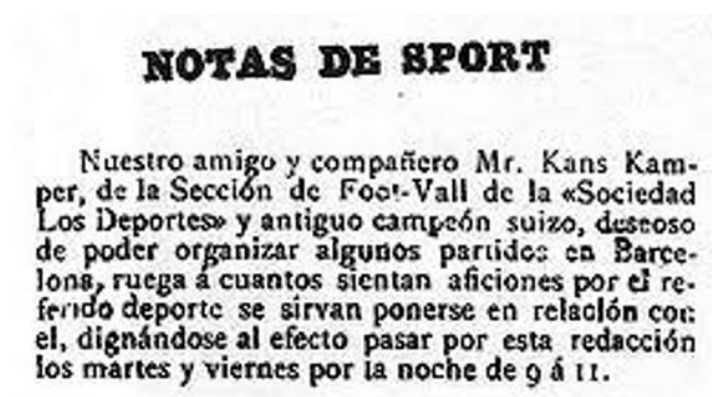 NOTAS DE SPORT
Nuestro amigo y compañero Mr. Kans Kam-
per, de la Sección de Foot-Vall de la «Sociedad
Los Deportes» y antiguo campeón suizo, deseoso
de poder organizar algunos partidos en Barce-
lona, ruega á cuantos sientan aficiones por el re-
ferido deporte se sirvan ponerse en relación con
el, dignándose al efecto pasar por esta redacción
los martes y viernes por la noche de 9 á 11.